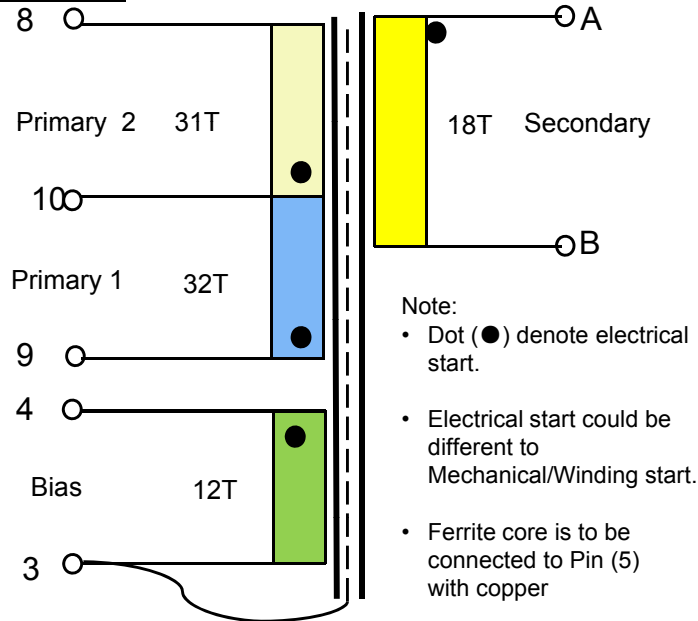 8
A
Primary 2 31T
18T Secondary
10
B
Primary 1 32T
Note:
• Dot (●) denote electrical
start.
9
4
• Electrical start could be
different to
Mechanical/Winding start.
Bias 12T
• Ferrite core is to be
connected to Pin (5)
with copper
3